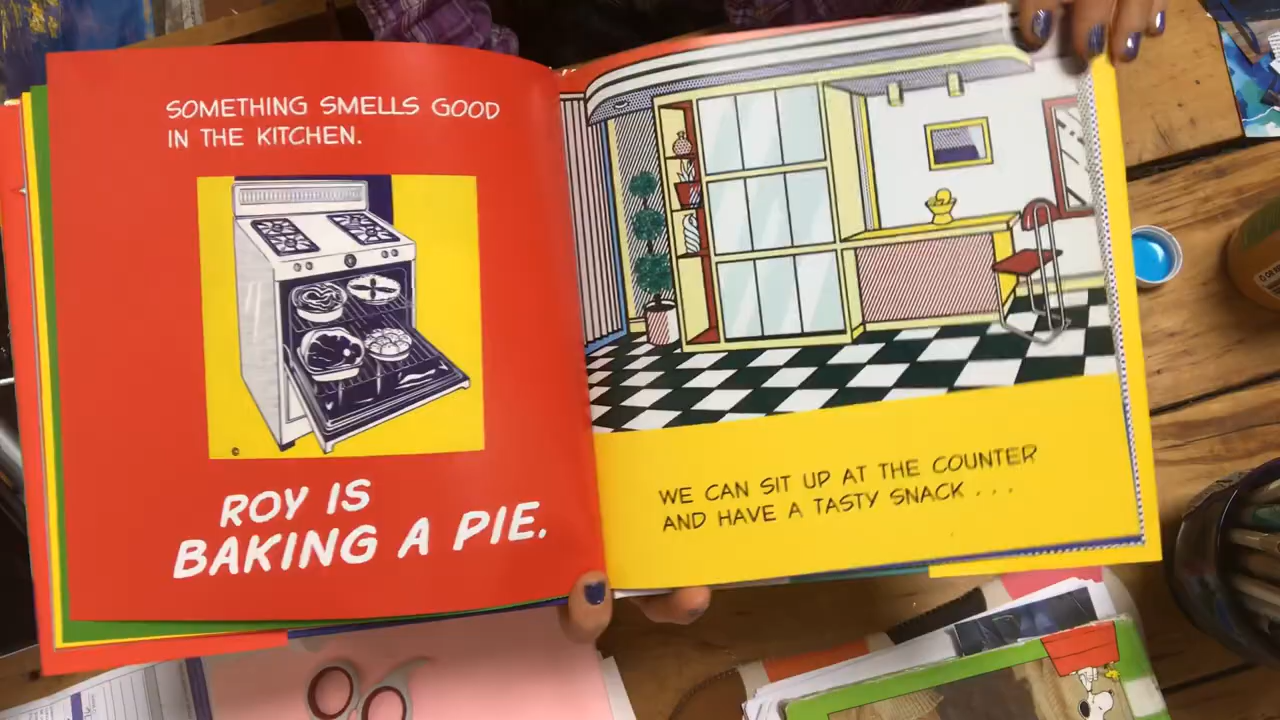 SOMETHING SMELLS GOOD
IN THE KITCHEN.
©
ROY IS
BAKING A PIE.
WE CAN SIT UP AT THE COUNTER
AND HAVE A TASTY SNACK . . .